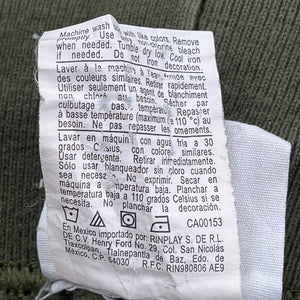 Machine wash with like colors. Remove
promptly. Use non-chlorine bleach
when needed. Tumble dry low. Cool iron
if needed. Do not iron decoration.
Laver à la machine à l'eau froide avec
des couleurs similaires. Retirer rapidement.
Utiliser seulement un agent de blanchiment
non chloré au besoin. Sécher par
culbutage à basse température. Repasser
à basse température (maximum de 110 °c) au
besoin. Ne pas repasser les ornements.
Lavar en máquina con agua fría a 30
grados Celsius, con colores similares.
Usar detergente. Retirar inmediatamente.
Sólo usar blanqueador sin cloro cuando
sea necesario. No exprimir. Secar en
máquina a temperatura baja. Planchar a
temperatura baja a 110 grados Celsius si se
necesita. No planchar la decoración.
CA00153
Hecho en México por RINPLAY S. DE R.L.
DE C.V. Henry Ford No. 29, Col. San Nicolás
Tlaxcolpan, Tlalnepantla de Baz, Edo. de
México, C.P. 54030 R.F.C. RIN980806 AE9